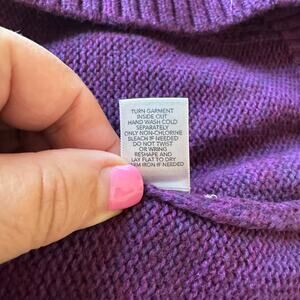 TURN GARMENT
INSIDE OUT
HAND WASH COLD
SEPARATELY
ONLY NON-CHLORINE
BLEACH IF NEEDED
DO NOT TWIST
OR WRING
RESHAPE AND
LAY FLAT TO DRY
IRON IF NEEDED